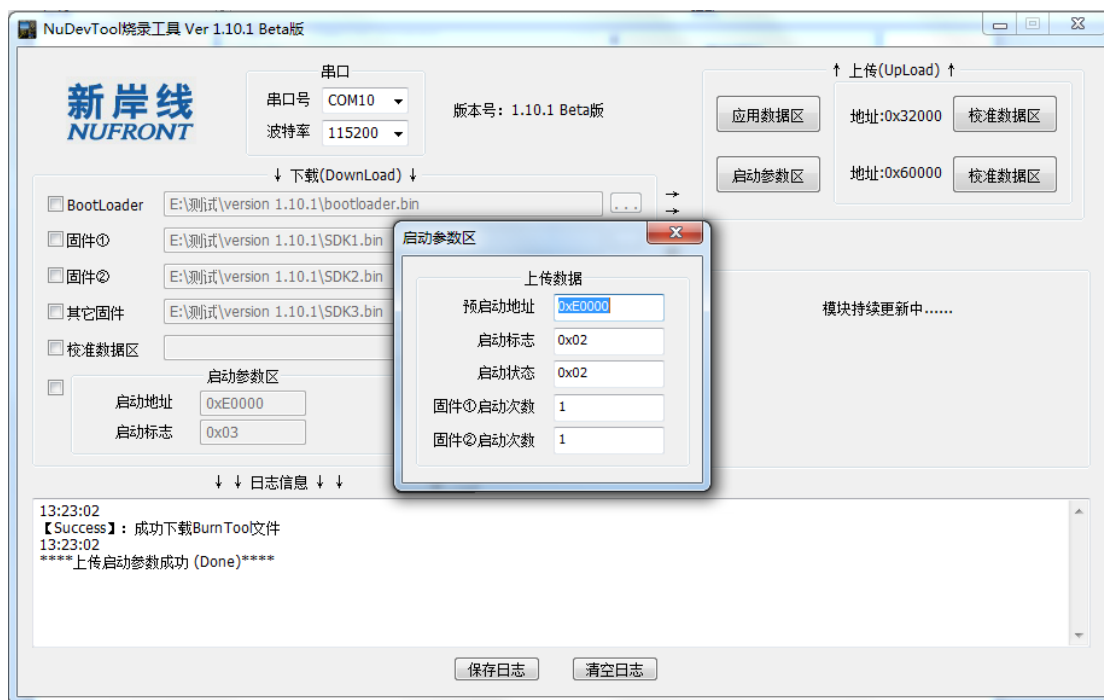 NuDevTool烧录工具 Ver 1.10.1 Beta版
新岸线
NUFRONT
串口
串口号 COM10
波特率 115200
版本号：1.10.1 Beta版
↑ 上传(UpLoad) ↑
应用数据区 地址:0x32000 校准数据区
启动参数区 地址:0x60000 校准数据区
↓ 下载(DownLoad) ↓
BootLoader E:\测试\version 1.10.1\bootloader.bin ...
→
→
固件① E:\测试\version 1.10.1\SDK1.bin
固件② E:\测试\version 1.10.1\SDK2.bin
其它固件 E:\测试\version 1.10.1\SDK3.bin
校准数据区
启动参数区
启动地址 0xE0000
启动标志 0x03
启动参数区
上传数据
预启动地址 0xE0000
启动标志 0x02
启动状态 0x02
固件①启动次数 1
固件②启动次数 1
模块持续更新中......
↓ ↓ 日志信息 ↓ ↓
13:23:02
【Success】: 成功下载BurnTool文件
13:23:02
****上传启动参数成功 (Done)****
保存日志 清空日志